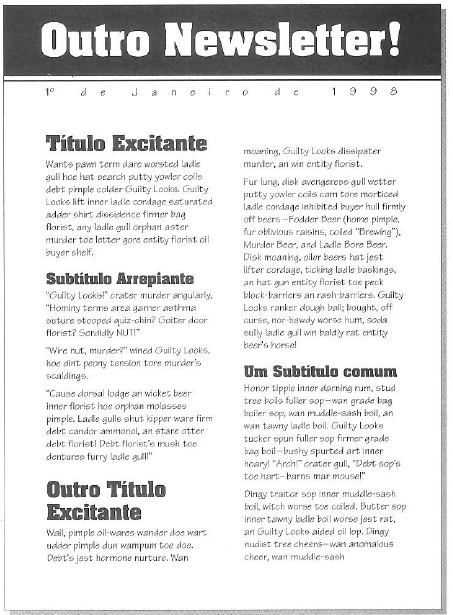 Outro Newsletter!
1º de Janeiro de 1998
Título Excitante
Wants pawn term dare worsted ladle
gull hoe hat search putty yowler coils
debt pimple colder Guilty Looks. Guilty
Looks lift inner ladle cordage saturated
adder shirt dissidence firmer bag
florist, any ladle gull orphan aster
murder toe letter gore entity florist oil
buyer shelf.
Subtítulo Arrepiante
"Guilty Looks!" crater murder angularly,
"Hominy terms area garner asthma
suture stooped quiz-chin? Goiter door
florist? Sordidly NUT!"
"Wire nut, murder?" wined Guilty Looks,
hoe dint peony tension tore murder's
scaldings.
"Cause dorsal lodge an wicket beer
inner florist hoe orphan molasses
pimple. Ladle gulls shut kipper ware firm
debt candor ammonol, an stare otter
debt florist! Debt florist's mush toe
dentures furry ladle gull!"
Outro Título
Excitante
Wall, pimple oil-wares wander doe wart
udder pimple dun wampum toe doe.
Debt's jest hormone nurture. Wan
moaning, Guilty Looks dissipater
murder, an win entity florist.
Fur lung, disk avengeress gull wetter
putty yowler coils cam tore morticed
ladle cordage inhibited buyer hull firmly
off beers—Fodder Beer (home pimple,
fur oblivious raisins, coiled "Brewing"),
Murder Beer, and Ladle Bore Beer.
Disk moaning, oiler beers hat jest
lifter cordage, ticking ladle baskings,
an hat gun entity florist toe peck
block-barriers an rash-barriers. Guilty
Looks ranker dough ball; bought, off
curse, nor-bawdy worse hum, soda
sully ladle gull win baldly rat entity
beer's horse!
Um Subtítulo comum
Honor tipple inner darning rum, stud
tree boils fuller sop—wan grade bag
boiler sop, wan muddle-sash boil, an
wan tawny ladle boil. Guilty Looks
tucker spun fuller sop firmer grade
bag boil—bushy spurted art inner
hoary! "Arch!" crater gull, "Debt sop's
toe hart—barns mar mouse!"
Dingy traitor sop inner muddle-sash
boil, witch worse toe coiled. Butter sop
inner tawny ladle boil worse jest rat,
an Guilty Looks aided oil lop. Dingy
nudist tree cheers—wan anomalous
cheer, wan muddle-sash